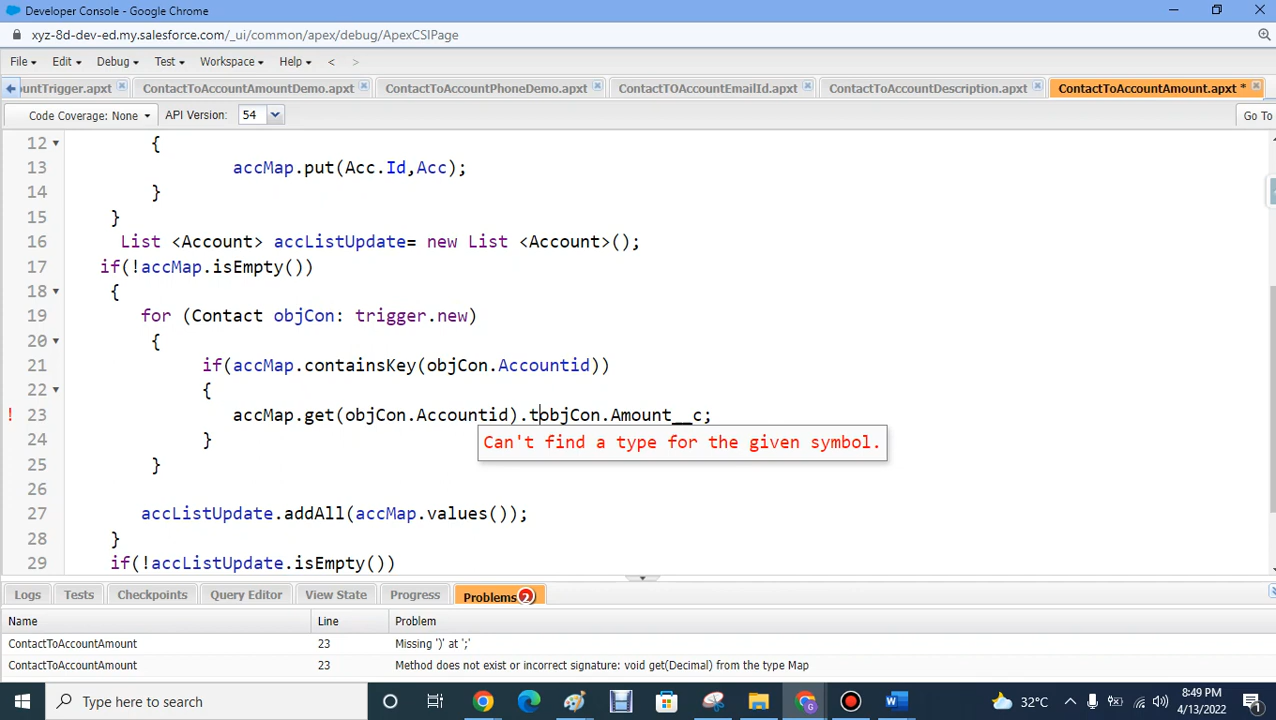 Developer Console - Google Chrome
xyz-8d-dev-ed.my.salesforce.com/_ui/common/apex/debug/ApexCSIPage
File Edit Debug Test Workspace Help < >
ountTrigger.apxt ContactToAccountAmountDemo.apxt ContactToAccountPhoneDemo.apxt ContactTOAccountEmailId.apxt ContactToAccountDescription.apxt ContactToAccountAmount.apxt *
Code Coverage: None API Version: 54 Go To
12 {
13 accMap.put(Acc.Id,Acc);
14 }
15 }
16 List <Account> accListUpdate= new List <Account>();
17 if(!accMap.isEmpty())
18 {
19 for (Contact objCon: trigger.new)
20 {
21 if(accMap.containsKey(objCon.Accountid))
22 {
! 23 accMap.get(objCon.Accountid).tobjCon.Amount__c;
24 }
Can't find a type for the given symbol.
25 }
26
27 accListUpdate.addAll(accMap.values());
28 }
29 if(!accListUpdate.isEmpty())
Logs Tests Checkpoints Query Editor View State Progress Problems 2
Name Line Problem
ContactToAccountAmount 23 Missing ')' at ';'
ContactToAccountAmount 23 Method does not exist or incorrect signature: void get(Decimal) from the type Map
Type here to search 32°C 8:49 PM
4/13/2022 1